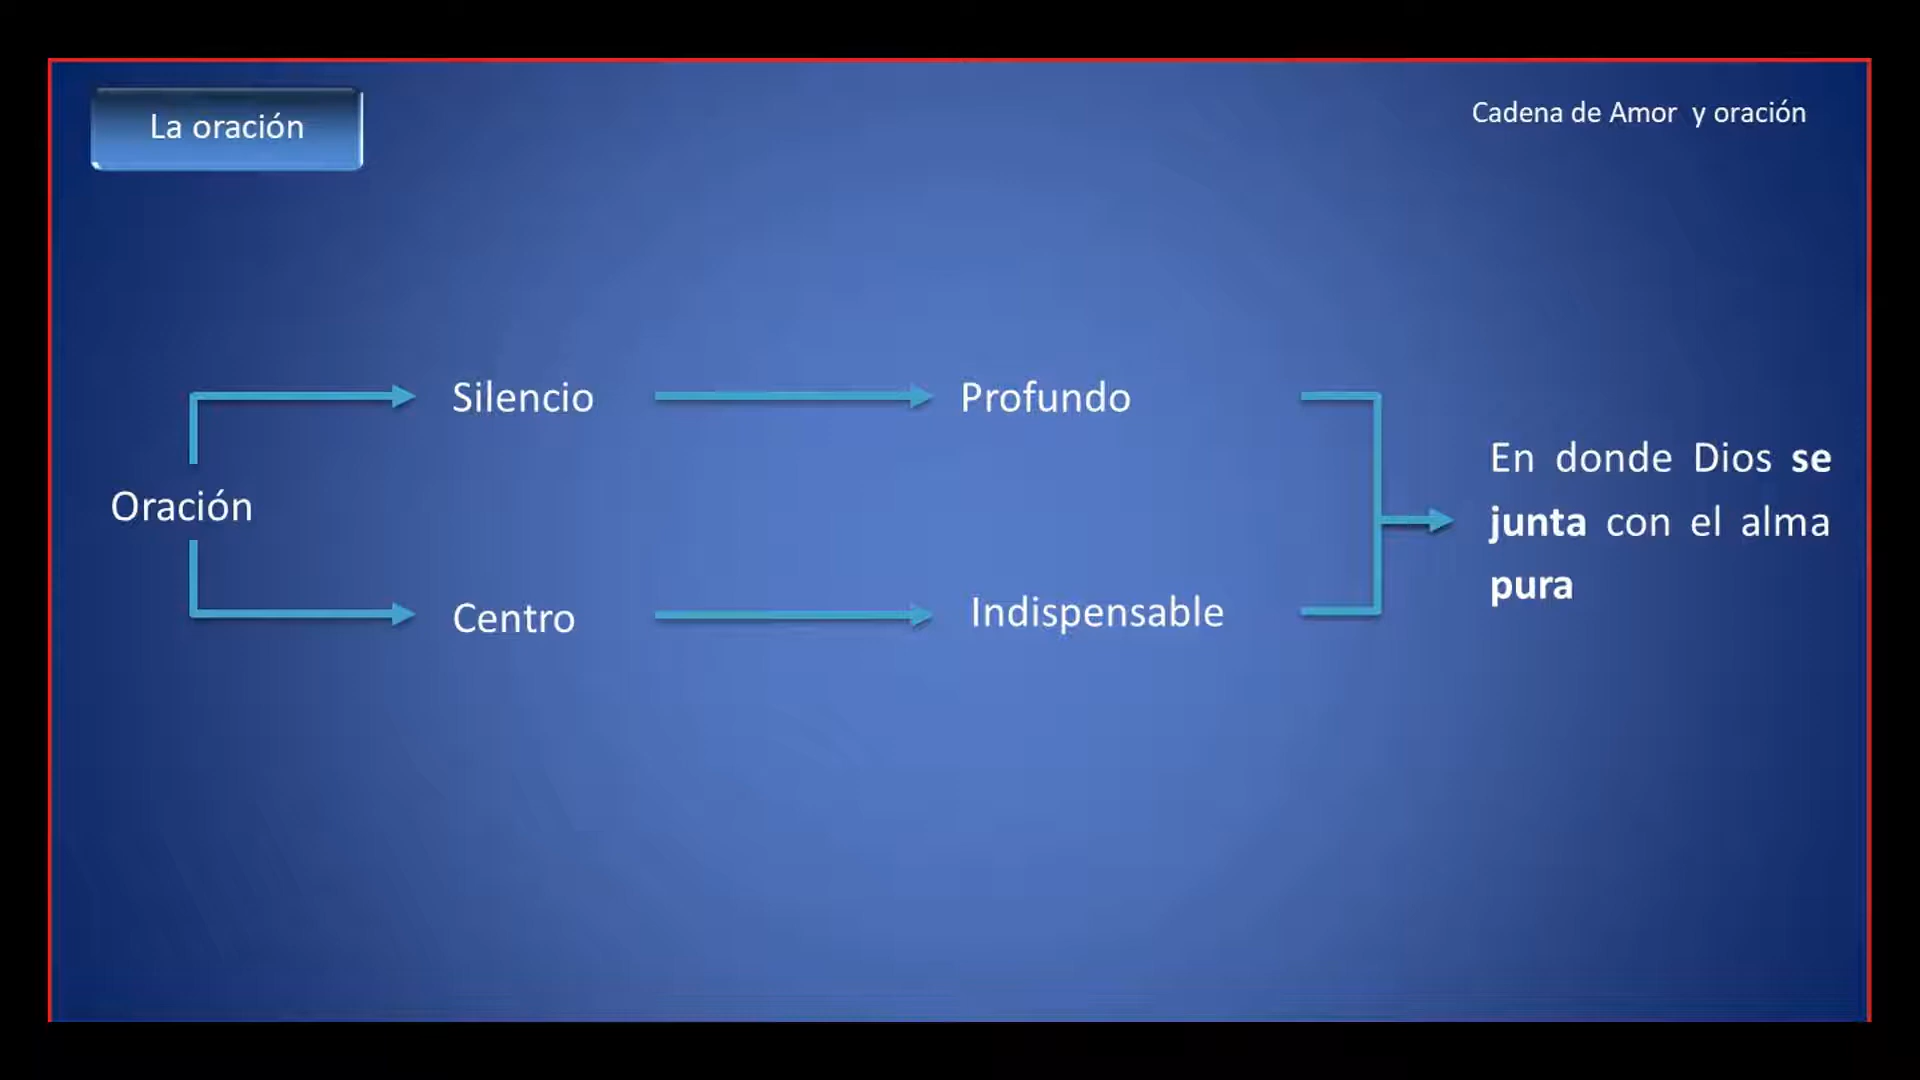 La oración
Cadena de Amor y oración
Silencio
Profundo
Oración
Centro
Indispensable
En donde Dios se
junta con el alma
pura